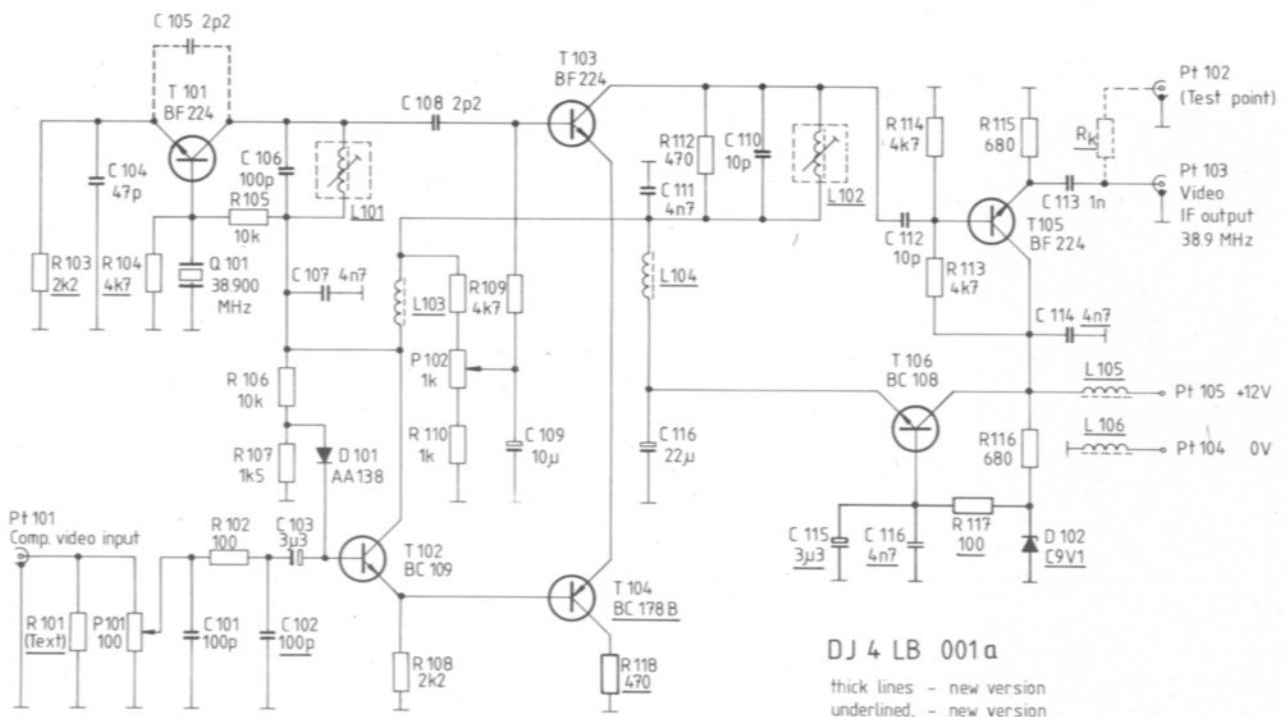 C 105 2p2
T 101
BF 224
C 104
47p
R 103
2k2
R 104
4k7
R 105
10k
Q 101
38.900
MHz
C 106
100p
L101
C 107 4n7
C 108 2p2
T 103
BF 224
R 112
470
C 110
10p
C 111
4n7
L 102
L 103
R 109
4k7
L 104
P 102
1k
R 110
1k
C 109
10µ
C 116
22µ
R 106
10k
R 107
1k5
D 101
AA 138
R 114
4k7
R 115
680
Rk
Pt 102
(Test point)
Pt 103
Video
IF output
38.9 MHz
C 113 1n
T 105
BF 224
C 112
10p
R 113
4k7
C 114 4n7
T 106
BC 108
L 105
Pt 105 +12V
L 106
Pt 104 0V
R 116
680
C 115
3µ3
C 116
4n7
R 117
100
D 102
C9V1
Pt 101
Comp. video input
R 101
(Text)
P 101
100
R 102
100
C 103
3µ3
C 101
100p
C 102
100p
T 102
BC 109
R 108
2k2
T 104
BC 178 B
R 118
470
DJ 4 LB 001a
thick lines - new version
underlined, - new version